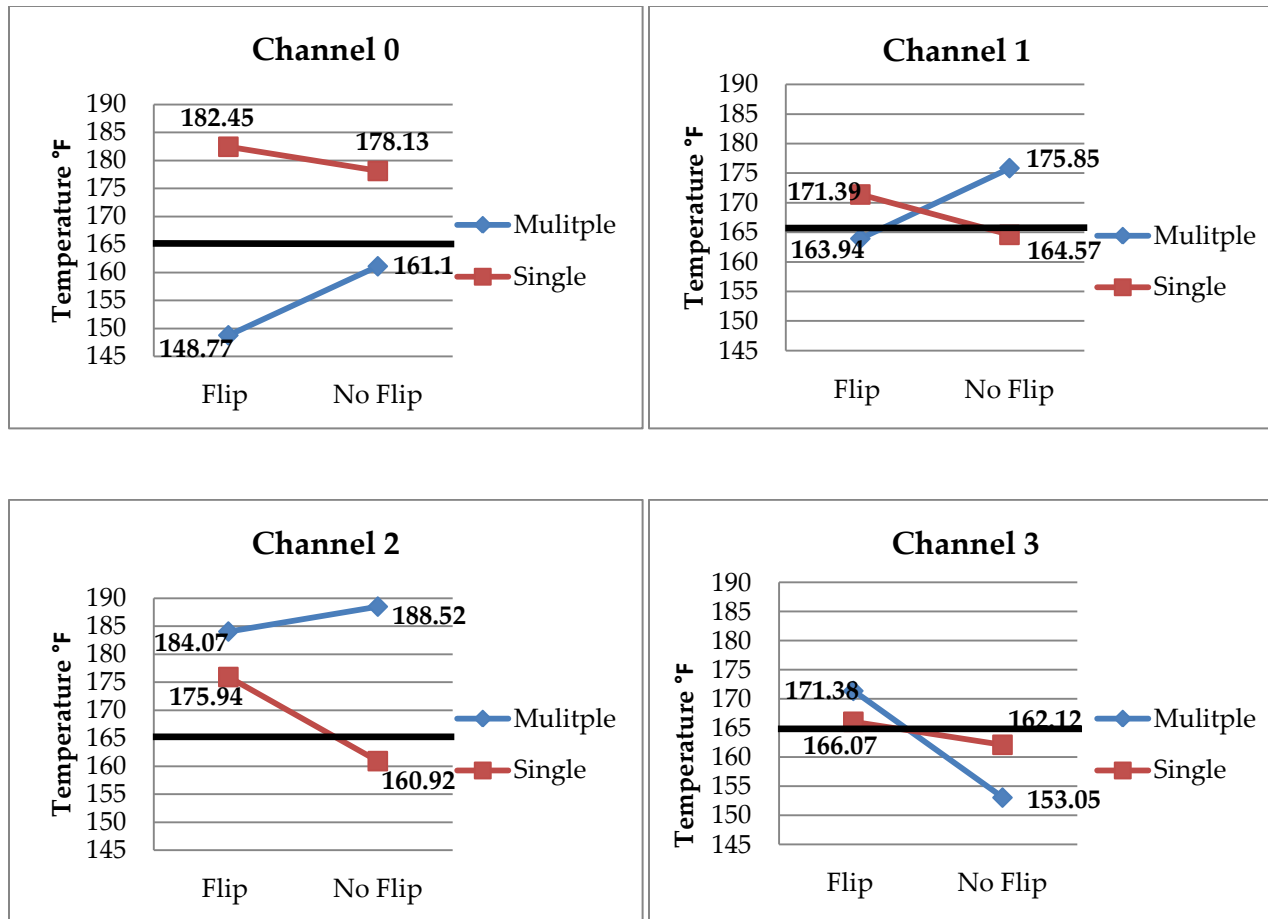 Channel 0
Temperature °F
190
185
180
175
170
165
160
155
150
145
182.45
178.13
161.1
148.77
Flip
No Flip
Mulitple
Single
Channel 1
Temperature °F
190
185
180
175
170
165
160
155
150
145
171.39
175.85
163.94
164.57
Flip
No Flip
Mulitple
Single
Channel 2
Temperature °F
190
185
180
175
170
165
160
155
150
145
184.07
188.52
175.94
160.92
Flip
No Flip
Mulitple
Single
Channel 3
Temperature °F
190
185
180
175
170
165
160
155
150
145
171.38
162.12
166.07
153.05
Flip
No Flip
Mulitple
Single